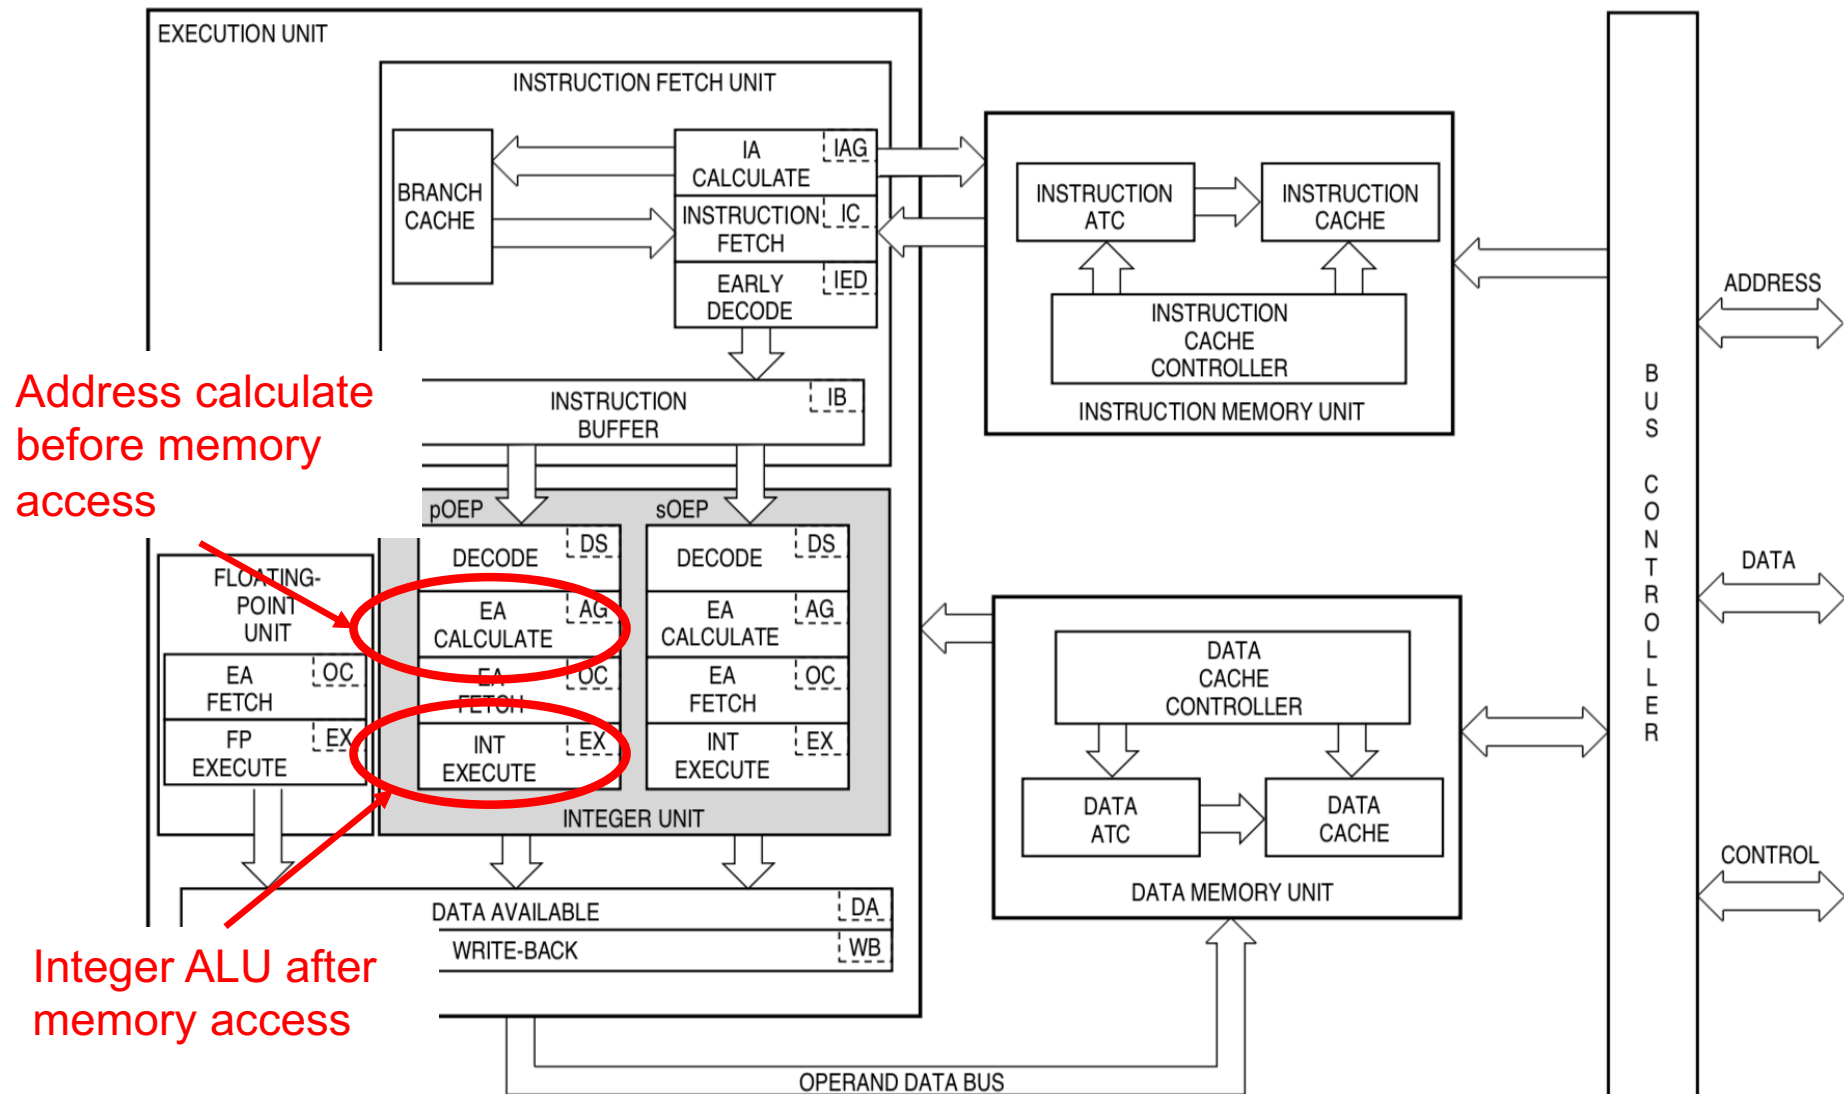 EXECUTION UNIT
INSTRUCTION FETCH UNIT
BRANCH
CACHE
IA
CALCULATE
IAG
INSTRUCTION
FETCH
IC
EARLY
DECODE
IED
INSTRUCTION
BUFFER
IB
INSTRUCTION
ATC
INSTRUCTION
CACHE
INSTRUCTION
CACHE
CONTROLLER
INSTRUCTION MEMORY UNIT
Address calculate
before memory
access
pOEP
DECODE
DS
EA
CALCULATE
AG
EA
FETCH
OC
INT
EXECUTE
EX
sOEP
DECODE
DS
EA
CALCULATE
AG
EA
FETCH
OC
INT
EXECUTE
EX
INTEGER UNIT
FLOATING-
POINT
UNIT
EA
FETCH
OC
FP
EXECUTE
EX
DATA AVAILABLE
DA
WRITE-BACK
WB
Integer ALU after
memory access
DATA
CACHE
CONTROLLER
DATA
ATC
DATA
CACHE
DATA MEMORY UNIT
OPERAND DATA BUS
BUS CONTROLLER
ADDRESS
DATA
CONTROL